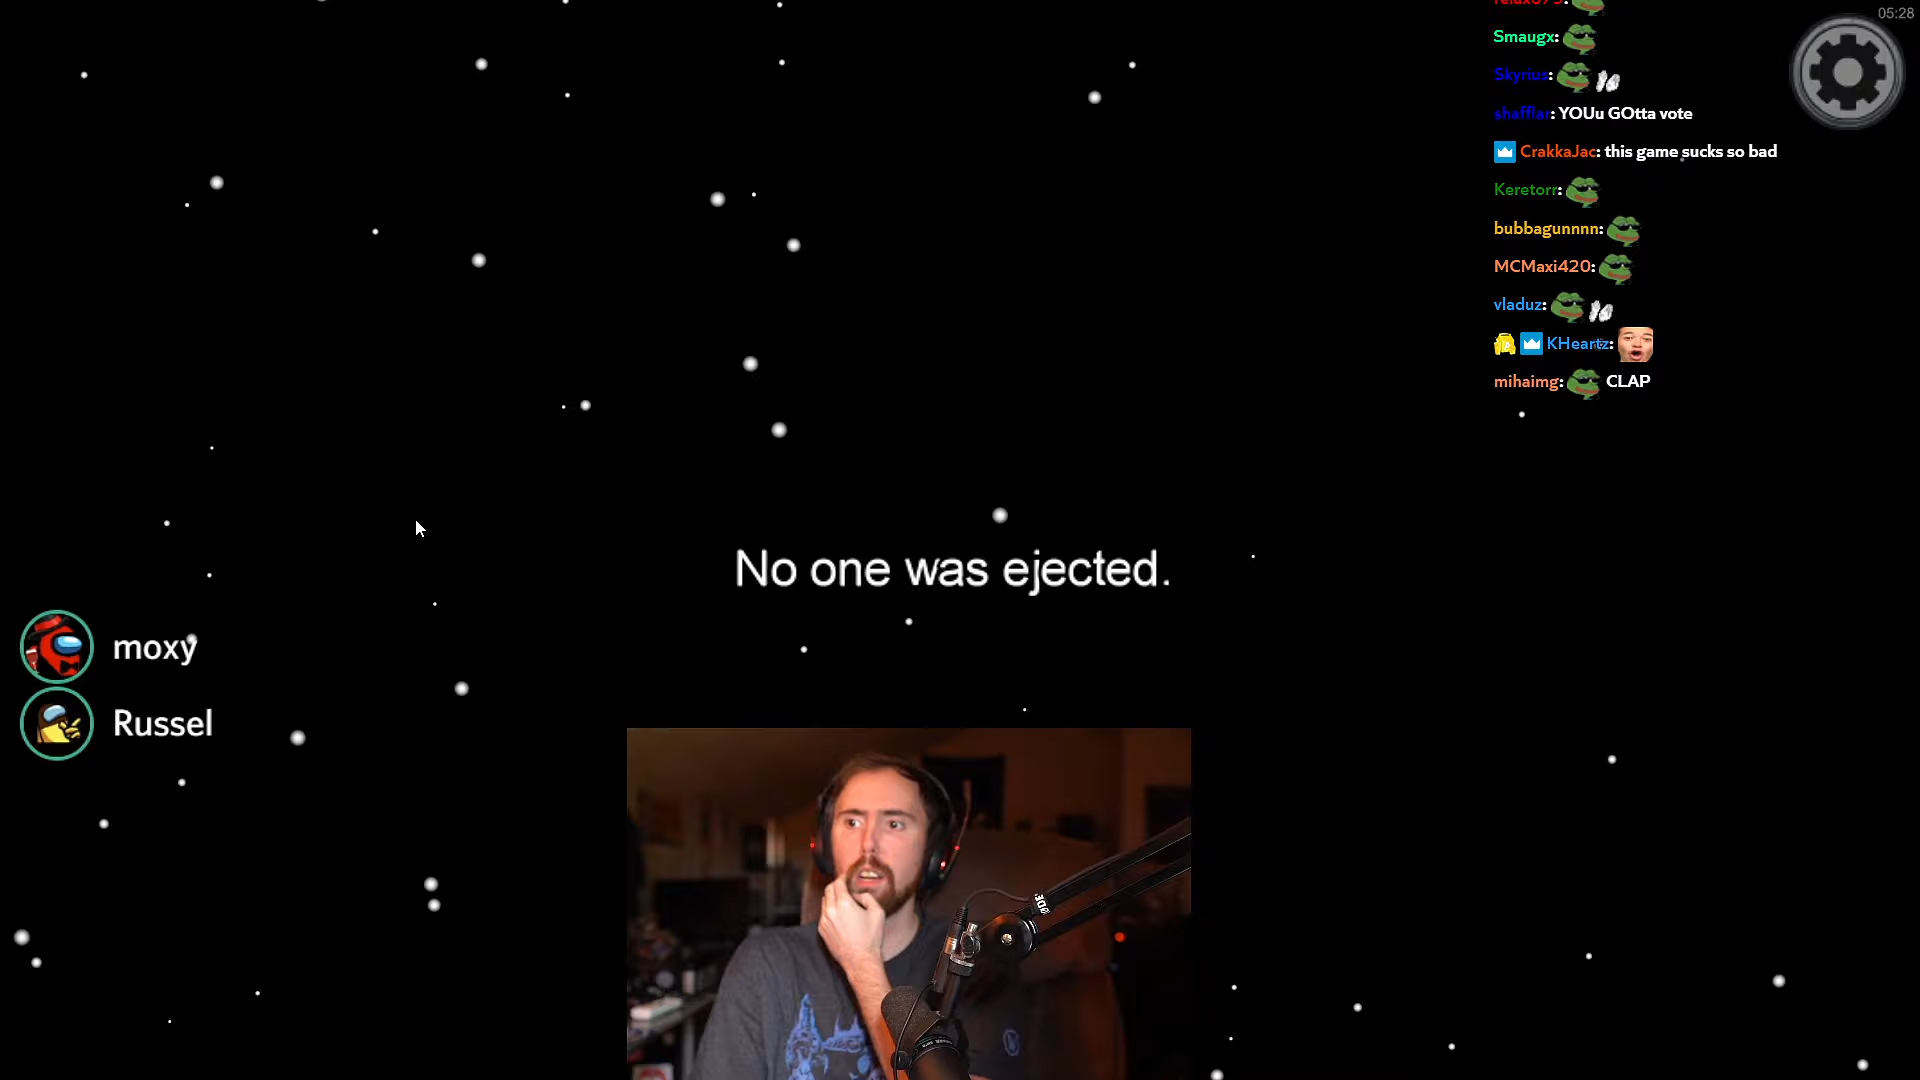 05:28
Smaugx:
Skyrius:
shafflar: YOUu GOtta vote
CrakkaJac: this game sucks so bad
Keretorr:
bubbagunnnn:
MCMaxi420:
vladuz:
KHeartz:
mihaimg: CLAP
No one was ejected.
moxy
Russel
RØDE